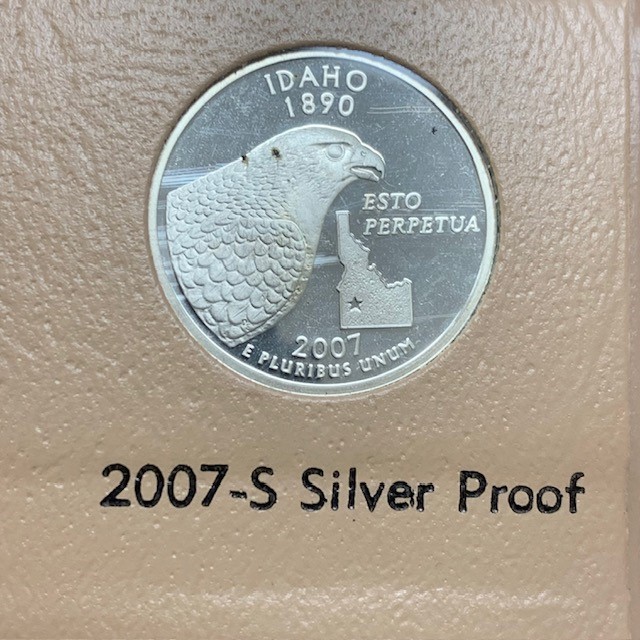 IDAHO
1890
ESTO
PERPETUA
2007
E PLURIBUS UNUM
2007-S Silver Proof